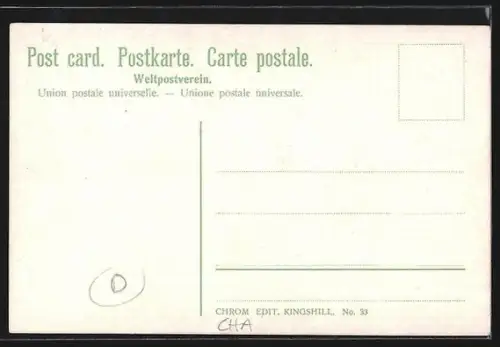 Post card. Postkarte. Carte postale.
Weltpostverein.
Union postale universelle. — Unione postale universale.
D
CHROM EDIT, KINGSHILL, No. 33
CHA